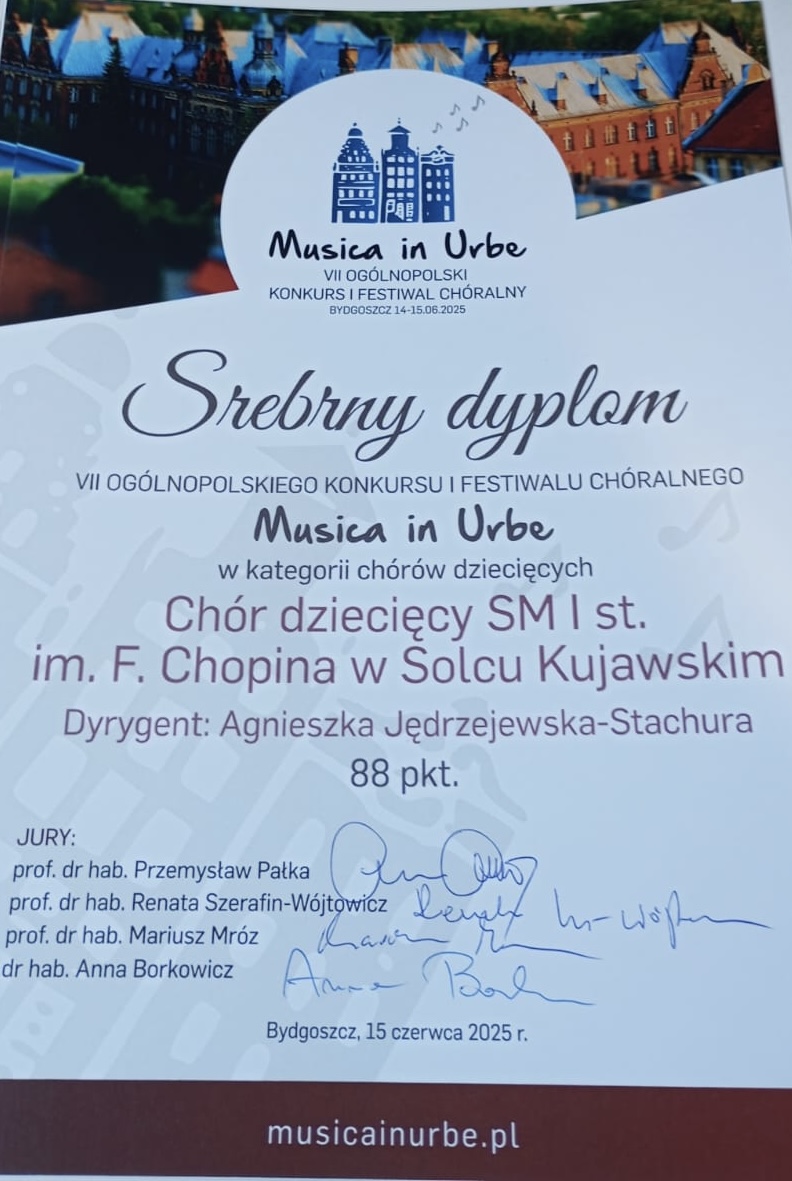 Musica in Urbe
VII OGÓLNOPOLSKI
KONKURS I FESTIWAL CHÓRALNY
BYDGOSZCZ 14-15.06.2025
Srebrny dyplom
VII OGÓLNOPOLSKIEGO KONKURSU I FESTIWALU CHÓRALNEGO
Musica in Urbe
w kategorii chórów dziecięcych
Chór dziecięcy SM I st.
im. F. Chopina w Solcu Kujawskim
Dyrygent: Agnieszka Jędrzejewska-Stachura
88 pkt.
JURY:
prof. dr hab. Przemysław Pałka
prof. dr hab. Renata Szerafin-Wójtowicz
prof. dr hab. Mariusz Mróz
dr hab. Anna Borkowicz
Bydgoszcz, 15 czerwca 2025 r.
musicainurbe.pl